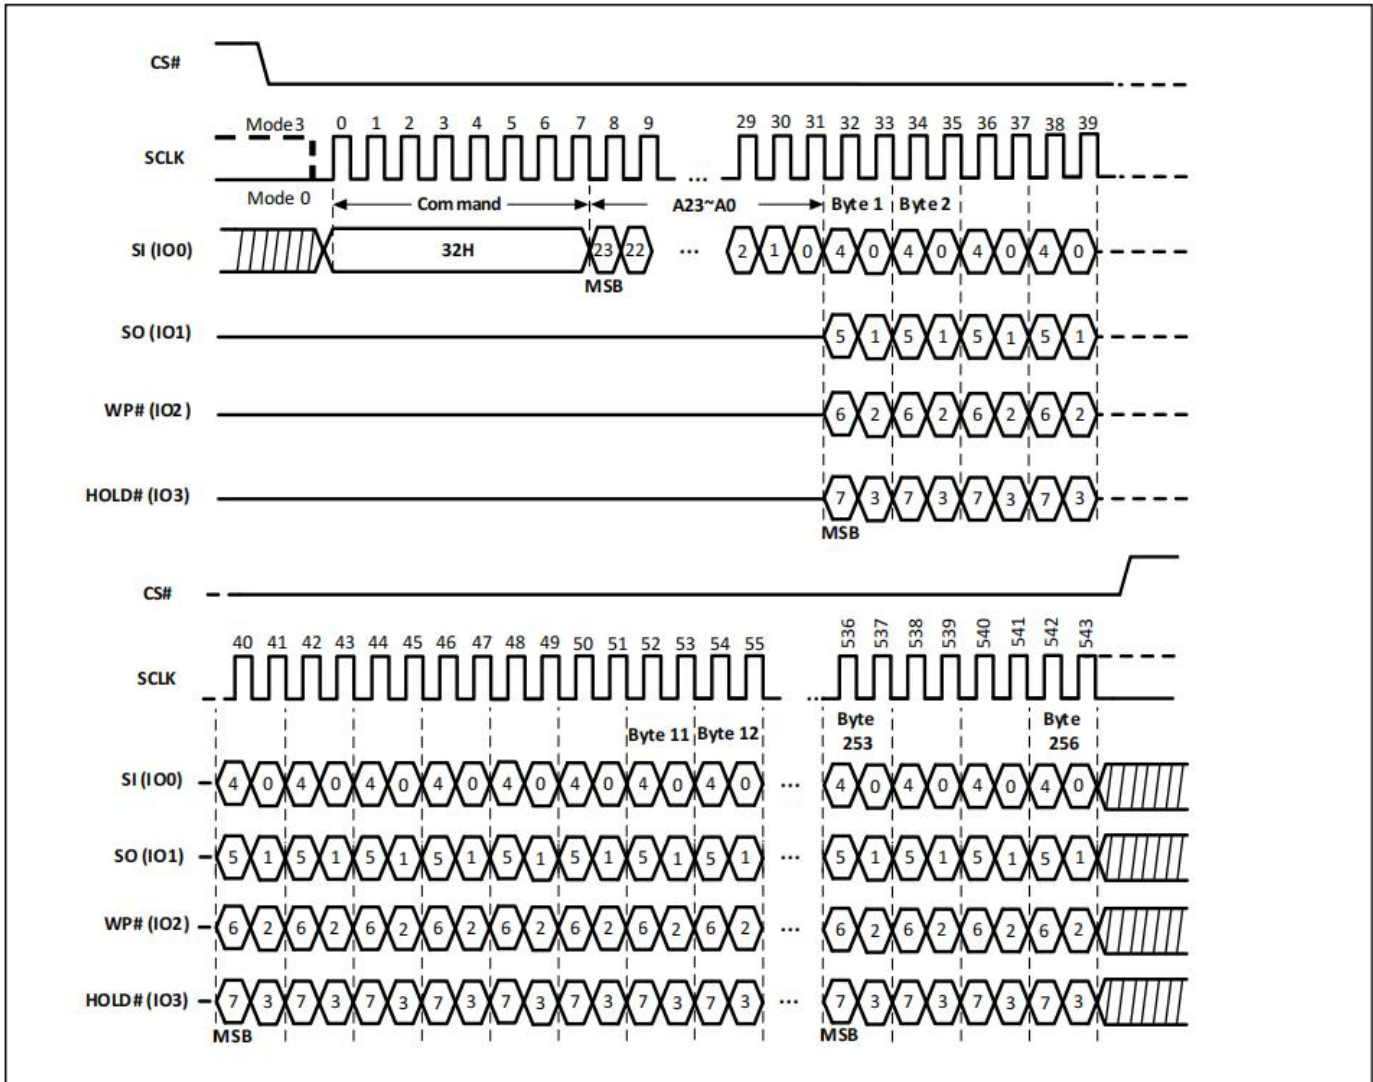 CS#
Mode3 0 1 2 3 4 5 6 7 8 9 29 30 31 32 33 34 35 36 37 38 39
SCLK ...
Mode 0 Command A23~A0 Byte 1 Byte 2
SI (IO0) 32H 23 22 ... 2 1 0 4 0 4 0 4 0 4 0
MSB
SO (IO1) 5 1 5 1 5 1 5 1
WP# (IO2) 6 2 6 2 6 2 6 2
HOLD# (IO3) 7 3 7 3 7 3 7 3
MSB
CS#
40 41 42 43 44 45 46 47 48 49 50 51 52 53 54 55 536 537 538 539 540 541 542 543
SCLK ... ..
Byte 11 Byte 12 Byte 253 Byte 256
SI (IO0) 4 0 4 0 4 0 4 0 4 0 4 0 4 0 4 0 ... 4 0 4 0 4 0 4 0
SO (IO1) 5 1 5 1 5 1 5 1 5 1 5 1 5 1 5 1 ... 5 1 5 1 5 1 5 1
WP# (IO2) 6 2 6 2 6 2 6 2 6 2 6 2 6 2 6 2 ... 6 2 6 2 6 2 6 2
HOLD# (IO3) 7 3 7 3 7 3 7 3 7 3 7 3 7 3 7 3 ... 7 3 7 3 7 3 7 3
MSB MSB